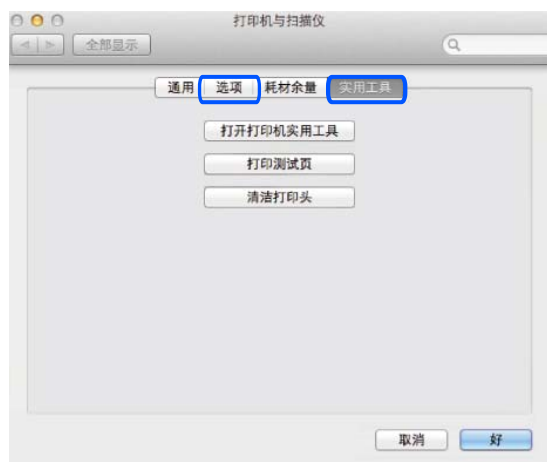 打印机与扫描仪
全部显示
通用 选项 耗材余量 实用工具
打开打印机实用工具
打印测试页
清洁打印头
取消 好